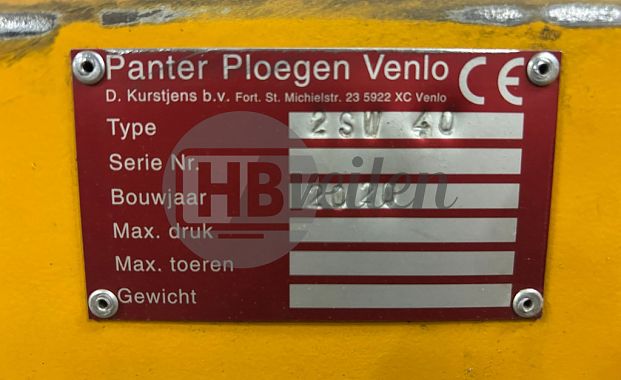 Panter Ploegen Venlo CE
D. Kurstjens b.v. Fort. St. Michielstr. 23 5922 XC Venlo
Type 2SW 40
Serie Nr.
Bouwjaar
HBveilen
Max. druk
Max. toeren
Gewicht